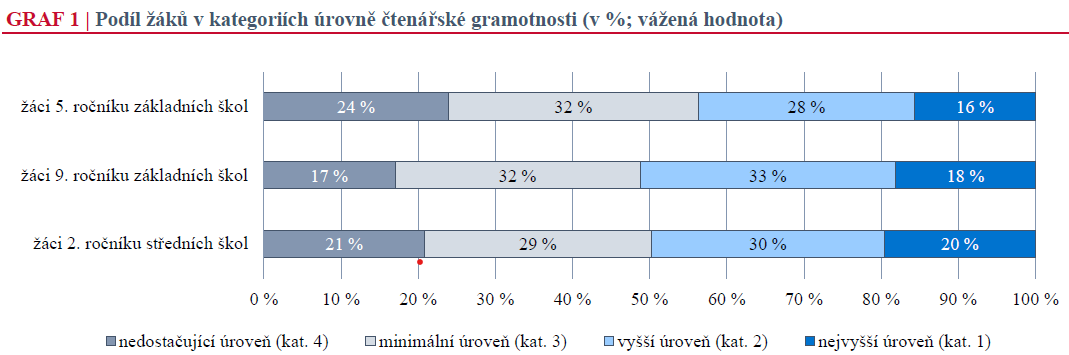 GRAF 1 | Podíl žáků v kategoriích úrovně čtenářské gramotnosti (v %; vážená hodnota)
žáci 5. ročníku základních škol 24 % 32 % 28 % 16 %
žáci 9. ročníku základních škol 17 % 32 % 33 % 18 %
žáci 2. ročníku středních škol 21 % 29 % 30 % 20 %
0 % 10 % 20 % 30 % 40 % 50 % 60 % 70 % 80 % 90 % 100 %
nedostačující úroveň (kat. 4) minimální úroveň (kat. 3) vyšší úroveň (kat. 2) nejvyšší úroveň (kat. 1)